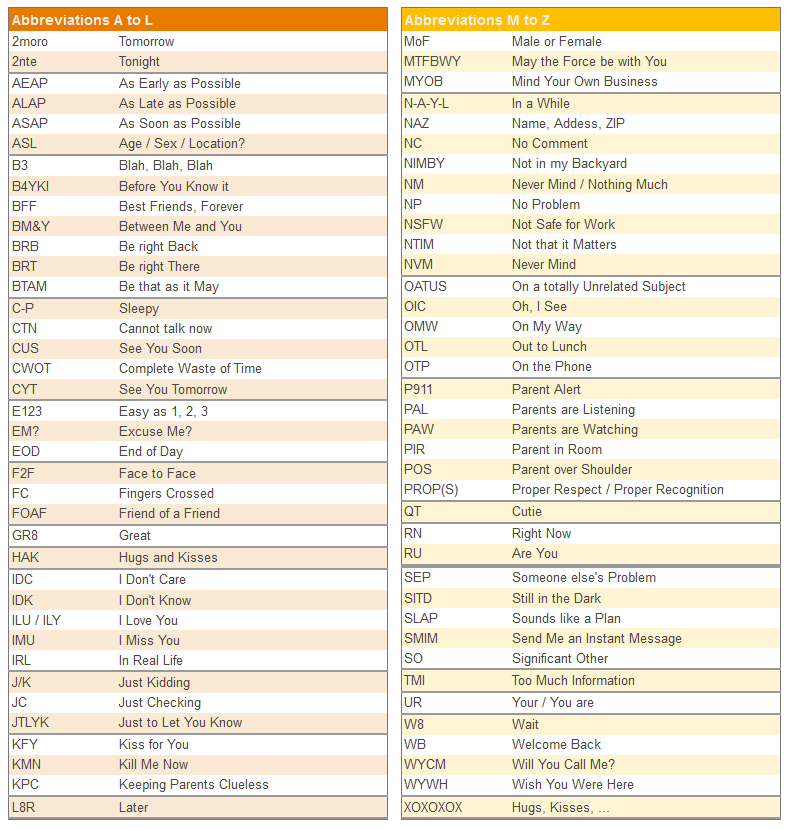 Abbreviations A to L
2moro Tomorrow
2nte Tonight
AEAP As Early as Possible
ALAP As Late as Possible
ASAP As Soon as Possible
ASL Age / Sex / Location?
B3 Blah, Blah, Blah
B4YKI Before You Know it
BFF Best Friends, Forever
BM&Y Between Me and You
BRB Be right Back
BRT Be right There
BTAM Be that as it May
C-P Sleepy
CTN Cannot talk now
CUS See You Soon
CWOT Complete Waste of Time
CYT See You Tomorrow
E123 Easy as 1, 2, 3
EM? Excuse Me?
EOD End of Day
F2F Face to Face
FC Fingers Crossed
FOAF Friend of a Friend
GR8 Great
HAK Hugs and Kisses
IDC I Don't Care
IDK I Don't Know
ILU / ILY I Love You
IMU I Miss You
IRL In Real Life
J/K Just Kidding
JC Just Checking
JTLYK Just to Let You Know
KFY Kiss for You
KMN Kill Me Now
KPC Keeping Parents Clueless
L8R Later
Abbreviations M to Z
MoF Male or Female
MTFBWY May the Force be with You
MYOB Mind Your Own Business
N-A-Y-L In a While
NAZ Name, Addess, ZIP
NC No Comment
NIMBY Not in my Backyard
NM Never Mind / Nothing Much
NP No Problem
NSFW Not Safe for Work
NTIM Not that it Matters
NVM Never Mind
OATUS On a totally Unrelated Subject
OIC Oh, I See
OMW On My Way
OTL Out to Lunch
OTP On the Phone
P911 Parent Alert
PAL Parents are Listening
PAW Parents are Watching
PIR Parent in Room
POS Parent over Shoulder
PROP(S) Proper Respect / Proper Recognition
QT Cutie
RN Right Now
RU Are You
SEP Someone else's Problem
SITD Still in the Dark
SLAP Sounds like a Plan
SMIM Send Me an Instant Message
SO Significant Other
TMI Too Much Information
UR Your / You are
W8 Wait
WB Welcome Back
WYCM Will You Call Me?
WYWH Wish You Were Here
XOXOXOX Hugs, Kisses, ...